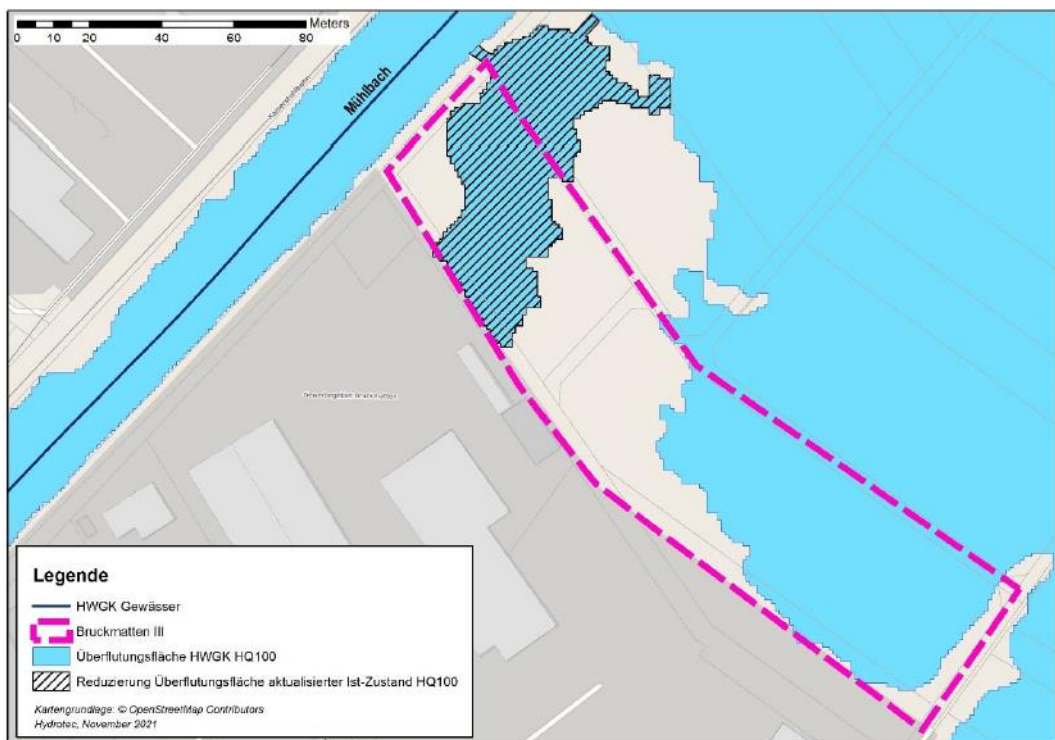 Meters
0 10 20 40 60 80
Mühlbach
Legende
HWGK Gewässer
Bruckmatten III
Überflutungsfläche HWGK HQ100
Reduzierung Überflutungsfläche aktualisierter Ist-Zustand HQ100
Kartengrundlage: © OpenStreetMap Contributors
Hydrotec, November 2021